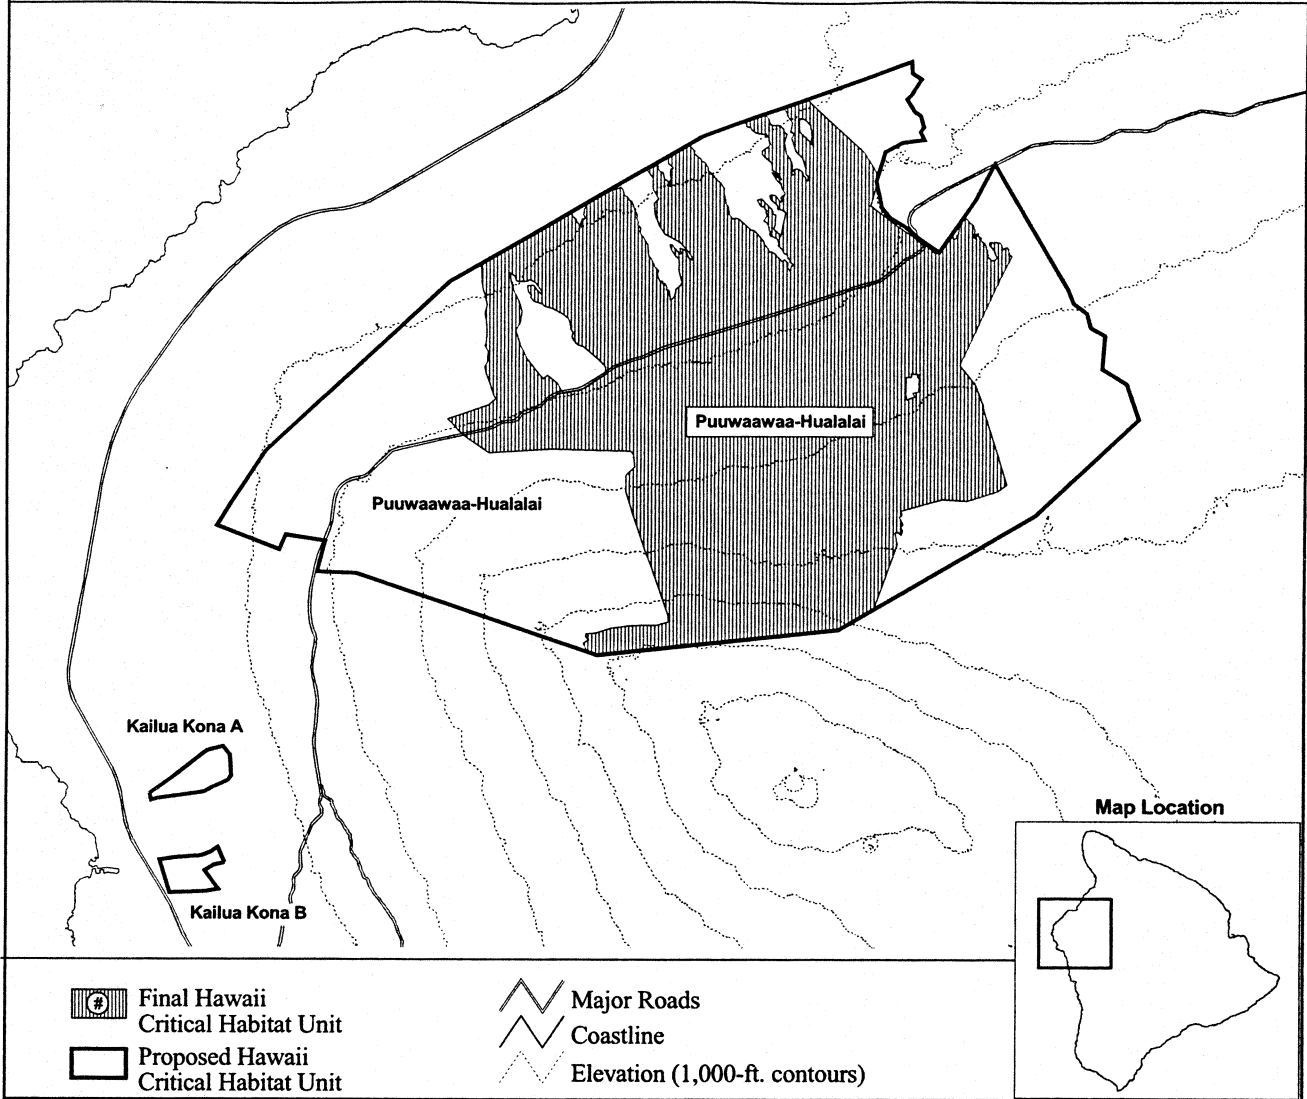 Puuwaawaa-Hualalai
Puuwaawaa-Hualalai
Kailua Kona A
Kailua Kona B
Map Location
#
Final Hawaii
Critical Habitat Unit
Proposed Hawaii
Critical Habitat Unit
Major Roads
Coastline
Elevation (1,000-ft. contours)